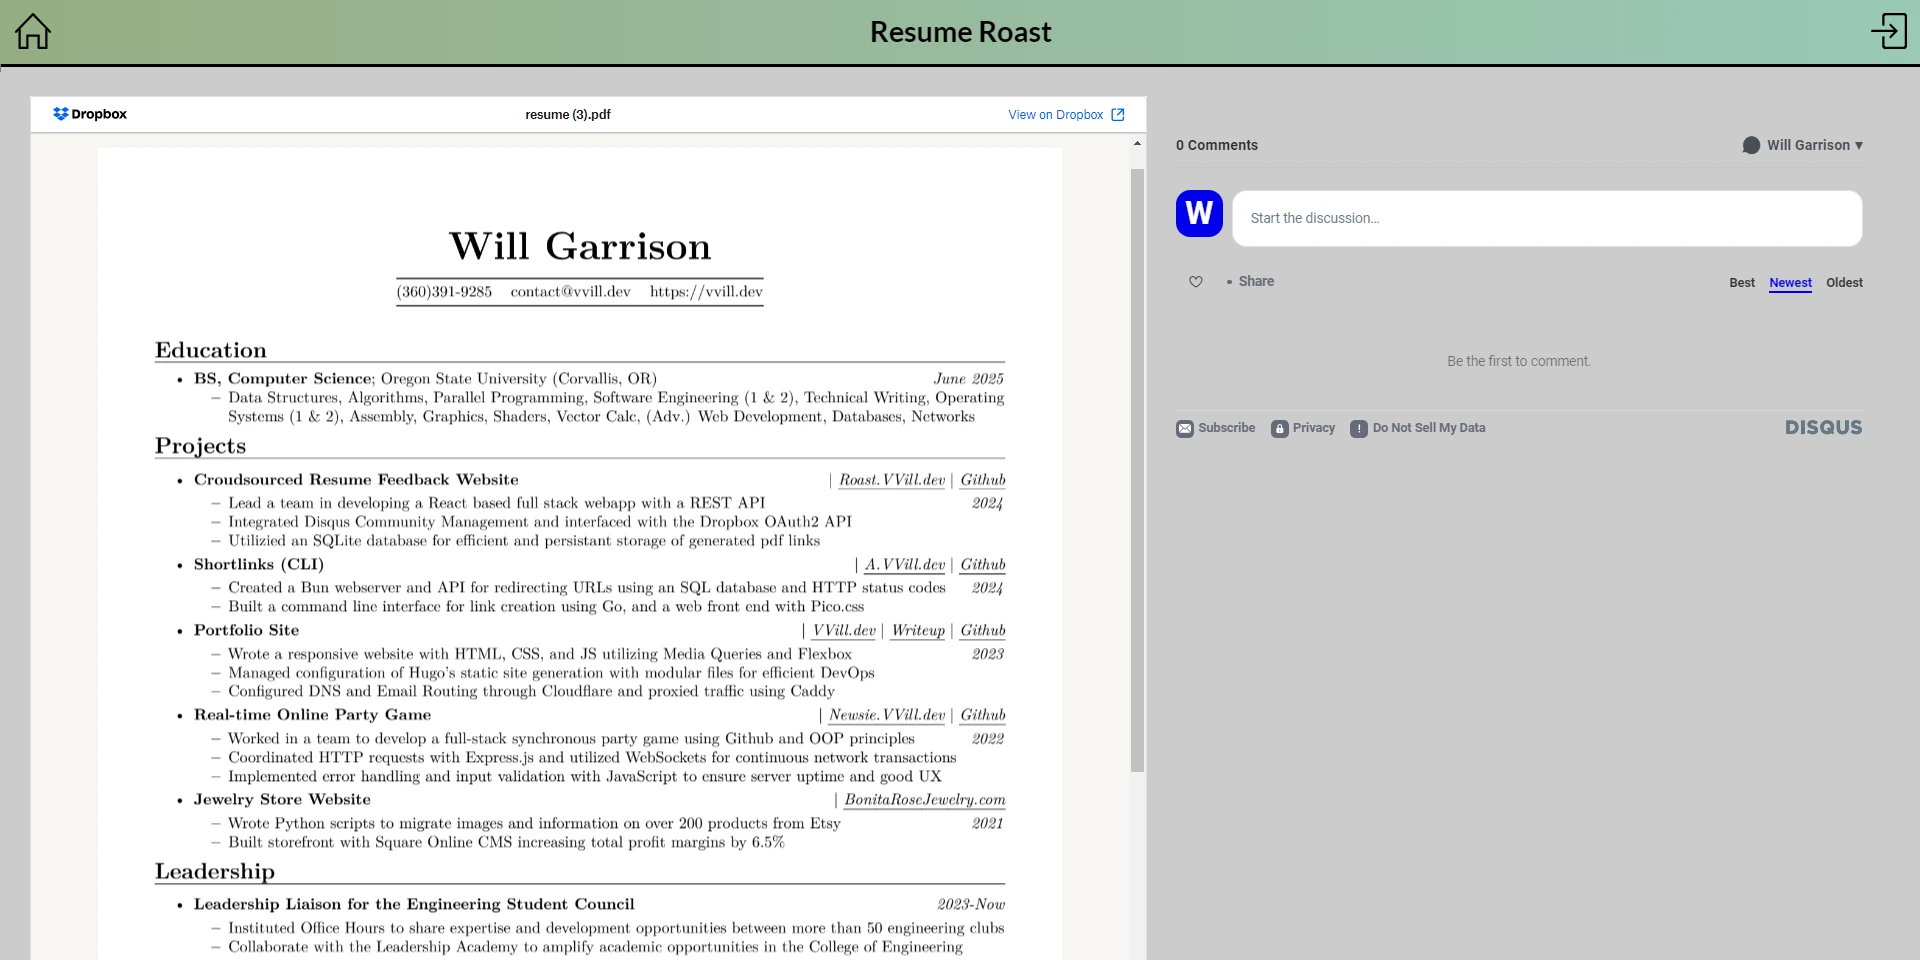 Resume Roast
Dropbox
resume (3).pdf
View on Dropbox
Will Garrison
(360)391-9285 contact@vvill.dev https://vvill.dev
Education
• BS, Computer Science; Oregon State University (Corvallis, OR) June 2025
– Data Structures, Algorithms, Parallel Programming, Software Engineering (1 & 2), Technical Writing, Operating
Systems (1 & 2), Assembly, Graphics, Shaders, Vector Calc, (Adv.) Web Development, Databases, Networks
Projects
• Croudsourced Resume Feedback Website | Roast.VVill.dev | Github
– Lead a team in developing a React based full stack webapp with a REST API 2024
– Integrated Disqus Community Management and interfaced with the Dropbox OAuth2 API
– Utilizied an SQLite database for efficient and persistant storage of generated pdf links
• Shortlinks (CLI) | A.VVill.dev | Github
– Created a Bun webserver and API for redirecting URLs using an SQL database and HTTP status codes 2024
– Built a command line interface for link creation using Go, and a web front end with Pico.css
• Portfolio Site | VVill.dev | Writeup | Github
– Wrote a responsive website with HTML, CSS, and JS utilizing Media Queries and Flexbox 2023
– Managed configuration of Hugo's static site generation with modular files for efficient DevOps
– Configured DNS and Email Routing through Cloudflare and proxied traffic using Caddy
• Real-time Online Party Game | Newsie.VVill.dev | Github
– Worked in a team to develop a full-stack synchronous party game using Github and OOP principles 2022
– Coordinated HTTP requests with Express.js and utilized WebSockets for continuous network transactions
– Implemented error handling and input validation with JavaScript to ensure server uptime and good UX
• Jewelry Store Website | BonitaRoseJewelry.com
– Wrote Python scripts to migrate images and information on over 200 products from Etsy 2021
– Built storefront with Square Online CMS increasing total profit margins by 6.5%
Leadership
• Leadership Liaison for the Engineering Student Council 2023-Now
– Instituted Office Hours to share expertise and development opportunities between more than 50 engineering clubs
– Collaborate with the Leadership Academy to amplify academic opportunities in the College of Engineering
0 Comments
Will Garrison ▾
W
Start the discussion…
• Share
Best Newest Oldest
Be the first to comment.
Subscribe Privacy ! Do Not Sell My Data
DISQUS